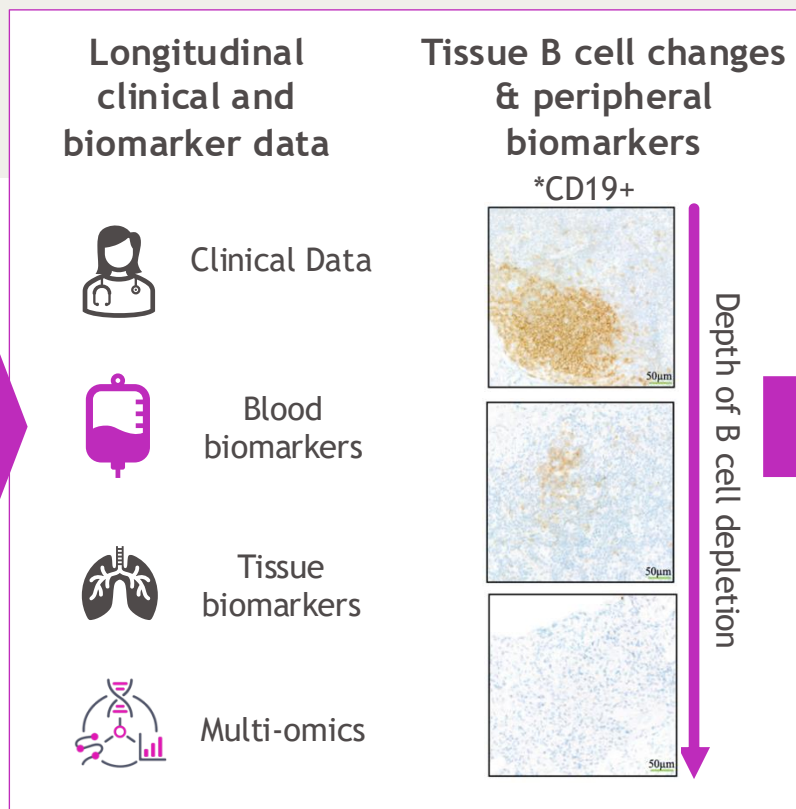 Longitudinal
clinical and
biomarker data
Clinical Data
Blood
biomarkers
Tissue
biomarkers
Multi-omics
Tissue B cell changes
& peripheral
biomarkers
*CD19+
50µm
50µm
50µm
Depth of B cell depletion